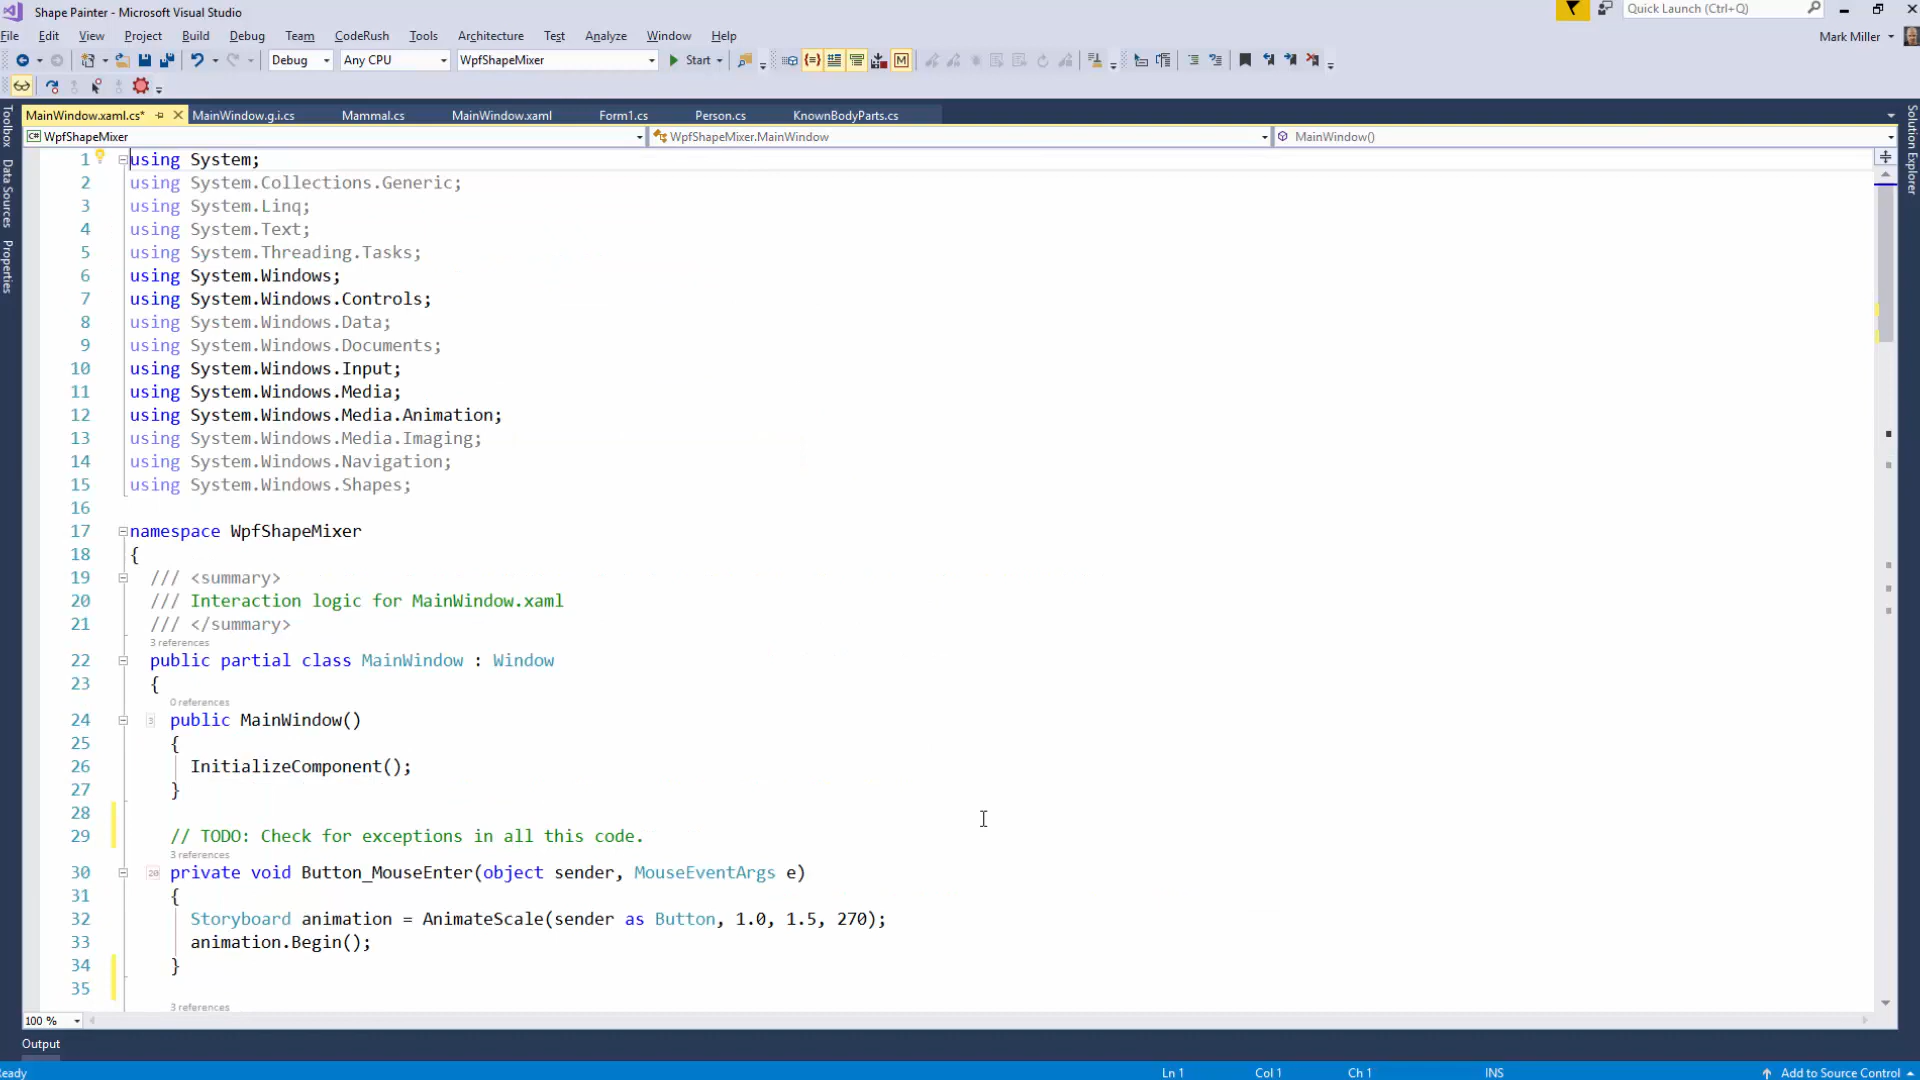 Shape Painter - Microsoft Visual Studio
Quick Launch (Ctrl+Q)
File Edit View Project Build Debug Team CodeRush Tools Architecture Test Analyze Window Help
Mark Miller
Debug Any CPU WpfShapeMixer Start
MainWindow.xaml.cs* MainWindow.g.i.cs Mammal.cs MainWindow.xaml Form1.cs Person.cs KnownBodyParts.cs
WpfShapeMixer WpfShapeMixer.MainWindow MainWindow()
Toolbox
Data Sources
Properties
Solution Explorer
1 using System;
2 using System.Collections.Generic;
3 using System.Linq;
4 using System.Text;
5 using System.Threading.Tasks;
6 using System.Windows;
7 using System.Windows.Controls;
8 using System.Windows.Data;
9 using System.Windows.Documents;
10 using System.Windows.Input;
11 using System.Windows.Media;
12 using System.Windows.Media.Animation;
13 using System.Windows.Media.Imaging;
14 using System.Windows.Navigation;
15 using System.Windows.Shapes;
16
17 namespace WpfShapeMixer
18 {
19 /// <summary>
20 /// Interaction logic for MainWindow.xaml
21 /// </summary>
3 references
22 public partial class MainWindow : Window
23 {
0 references
24 3 public MainWindow()
25 {
26 InitializeComponent();
27 }
28
29 // TODO: Check for exceptions in all this code.
3 references
30 20 private void Button_MouseEnter(object sender, MouseEventArgs e)
31 {
32 Storyboard animation = AnimateScale(sender as Button, 1.0, 1.5, 270);
33 animation.Begin();
34 }
35
3 references
100 %
Output
Ready Ln 1 Col 1 Ch 1 INS Add to Source Control